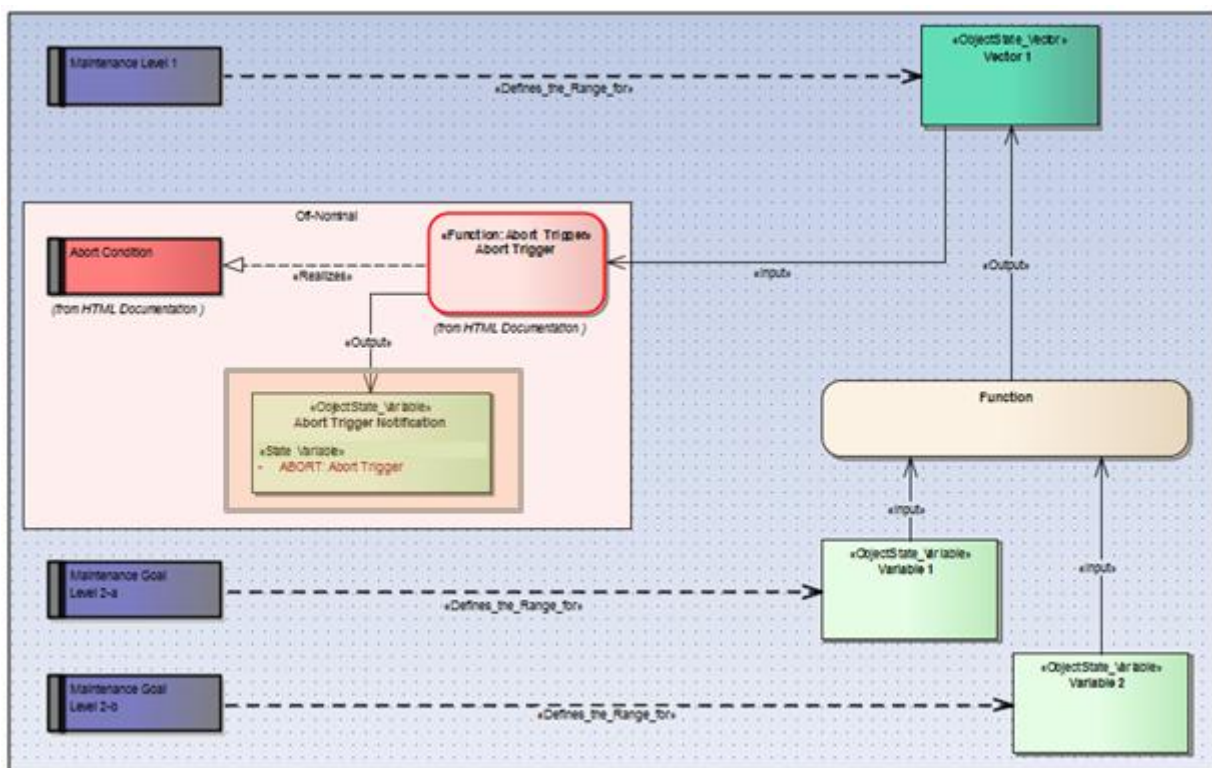 «ObjectState_Vector»
Vector 1
Maintenance Level 1
«Defines_the_Range_for»
Off-Nominal
Abort Condition
(from HTML Documentation )
«Realizes»
«Function: Abort Trigger»
Abort Trigger
(from HTML Documentation )
«Input»
«Output»
«Output»
«ObjectState_Variable»
Abort Trigger Notification
«State Variable»
- ABORT: Abort Trigger
Function
«Input»
«Input»
Maintenance Goal
Level 2-a
«Defines_the_Range_for»
«ObjectState_Variable»
Variable 1
Maintenance Goal
Level 2-b
«Defines_the_Range_for»
«ObjectState_Variable»
Variable 2